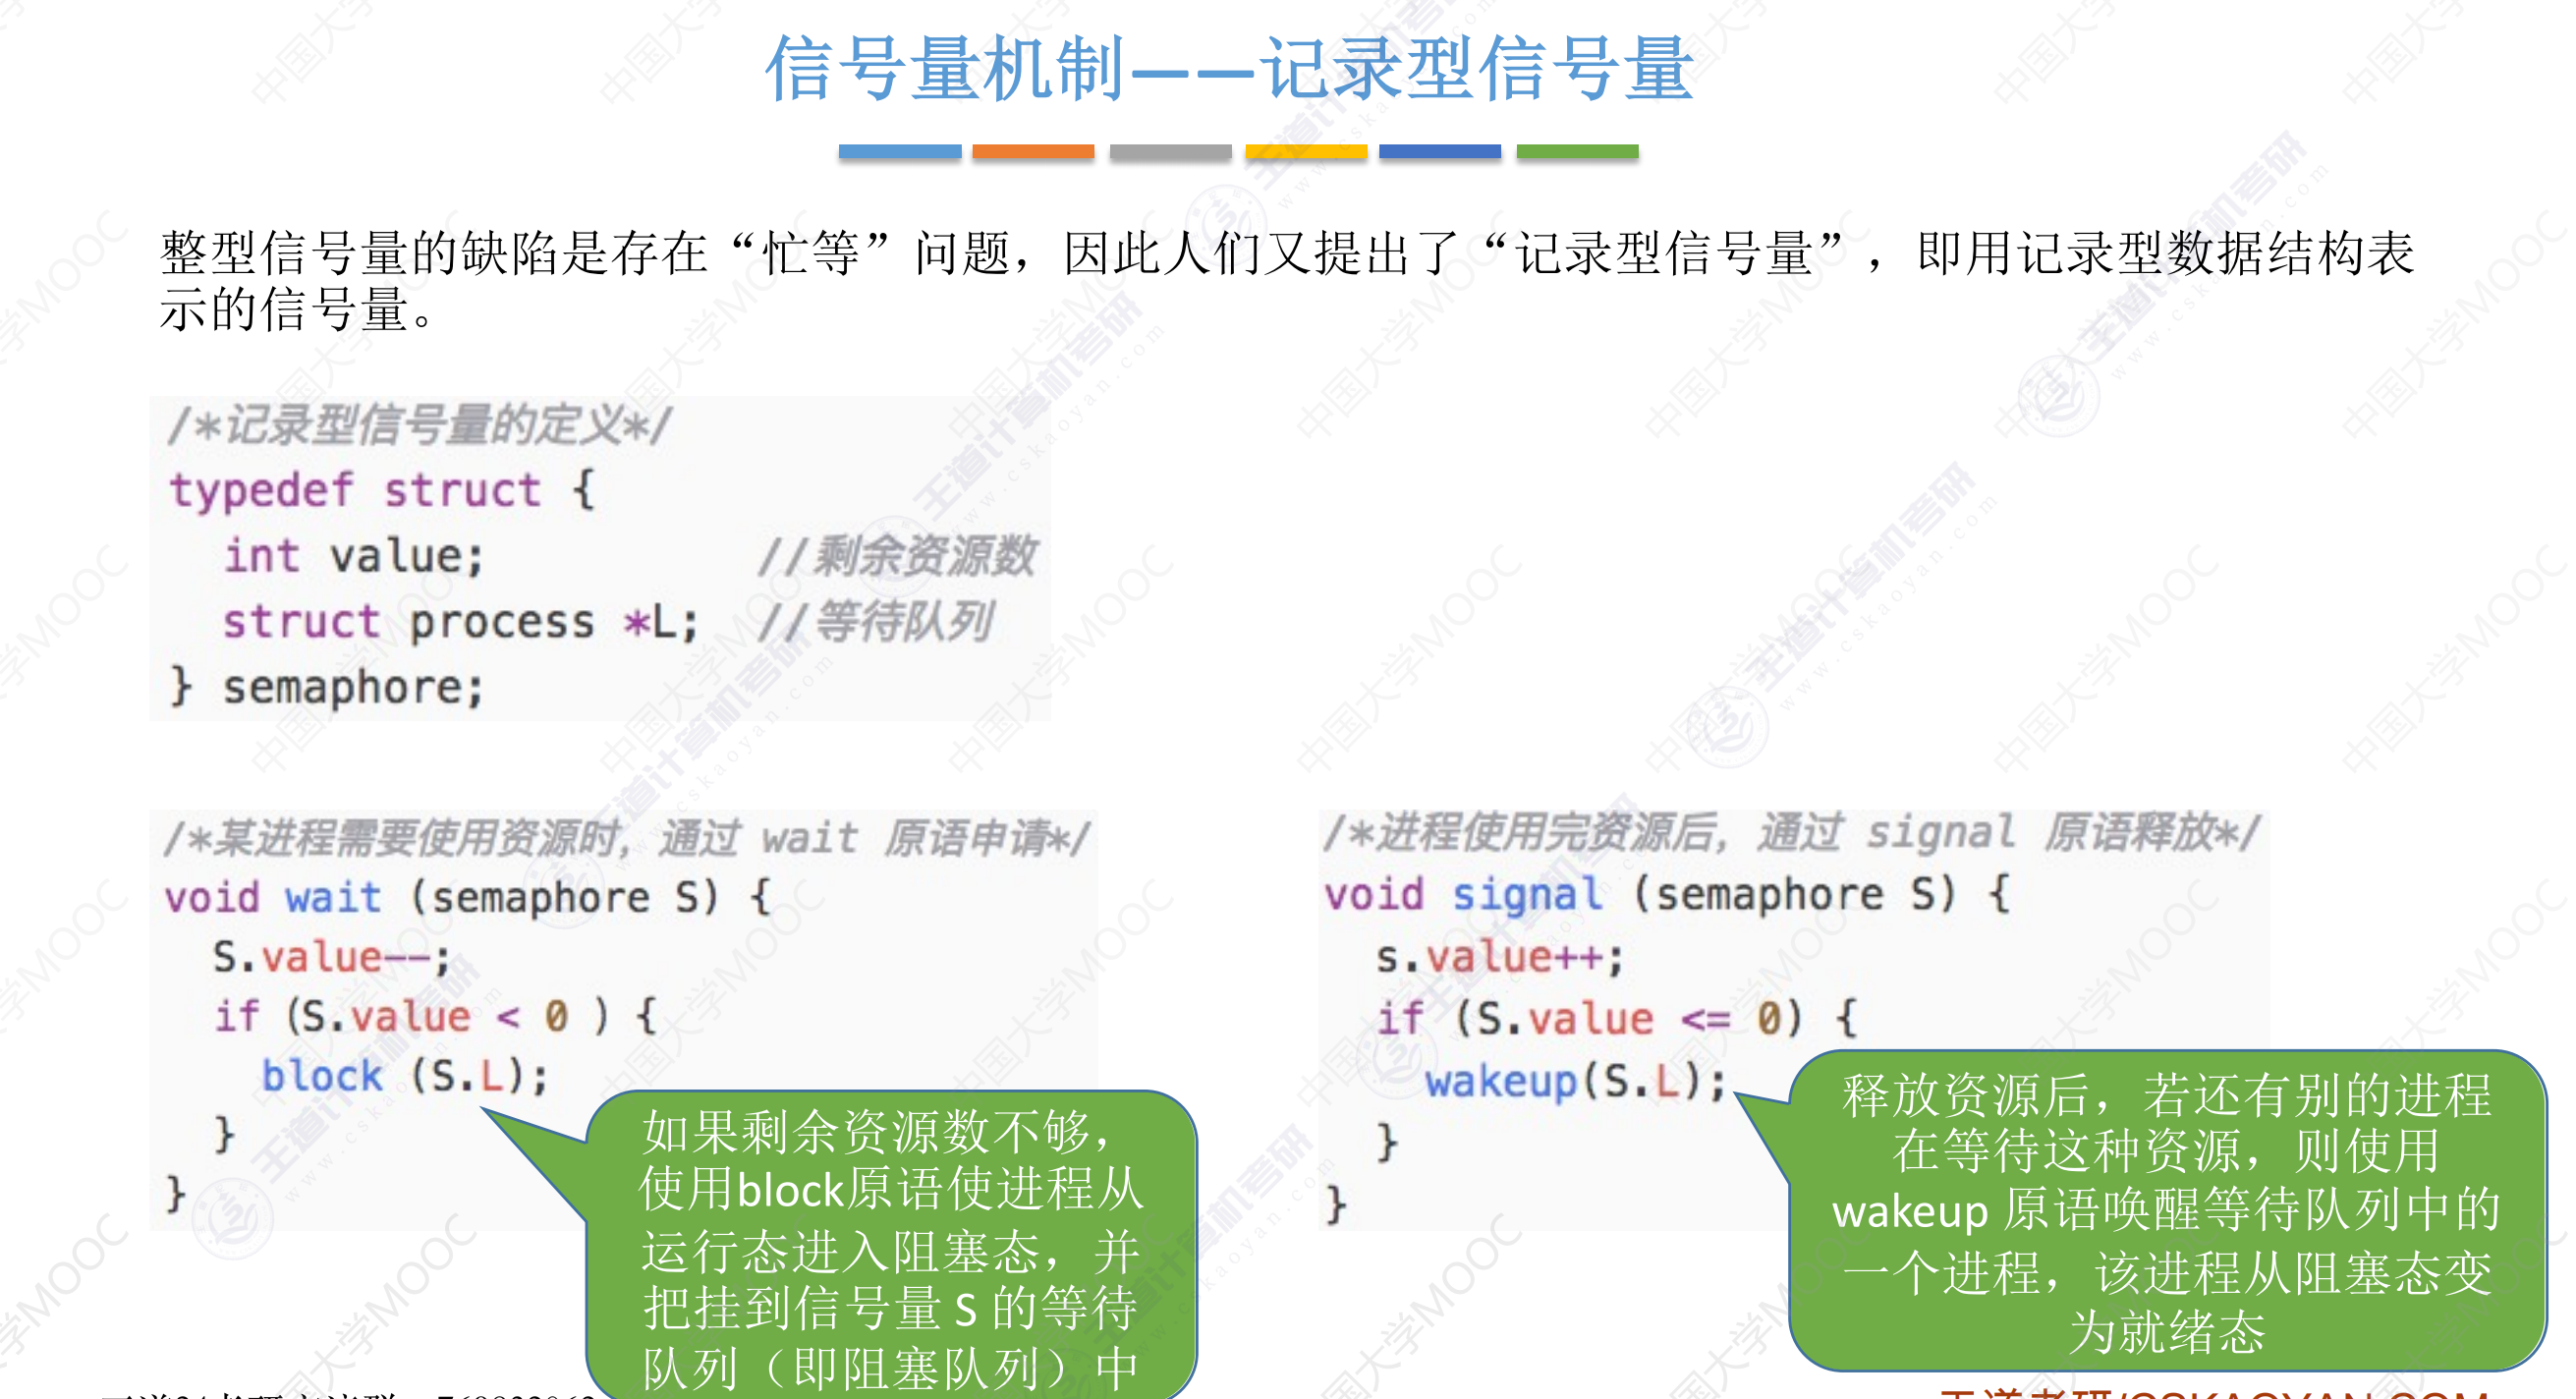 信号量机制——记录型信号量
整型信号量的缺陷是存在“忙等”问题，因此人们又提出了“记录型信号量”，即用记录型数据结构表
示的信号量。
/*记录型信号量的定义*/
typedef struct {
int value; //剩余资源数
struct process *L; //等待队列
} semaphore;
/*某进程需要使用资源时，通过 wait 原语申请*/
void wait (semaphore S) {
S.value--;
if (S.value < 0 ) {
block (S.L);
}
}
如果剩余资源数不够，
使用block原语使进程从
运行态进入阻塞态，并
把挂到信号量 S 的等待
队列（即阻塞队列）中
/*进程使用完资源后，通过 signal 原语释放*/
void signal (semaphore S) {
s.value++;
if (S.value <= 0) {
wakeup(S.L);
}
}
释放资源后，若还有别的进程
在等待这种资源，则使用
wakeup 原语唤醒等待队列中的
一个进程，该进程从阻塞态变
为就绪态
王道考研/CSKAOYAN.COM